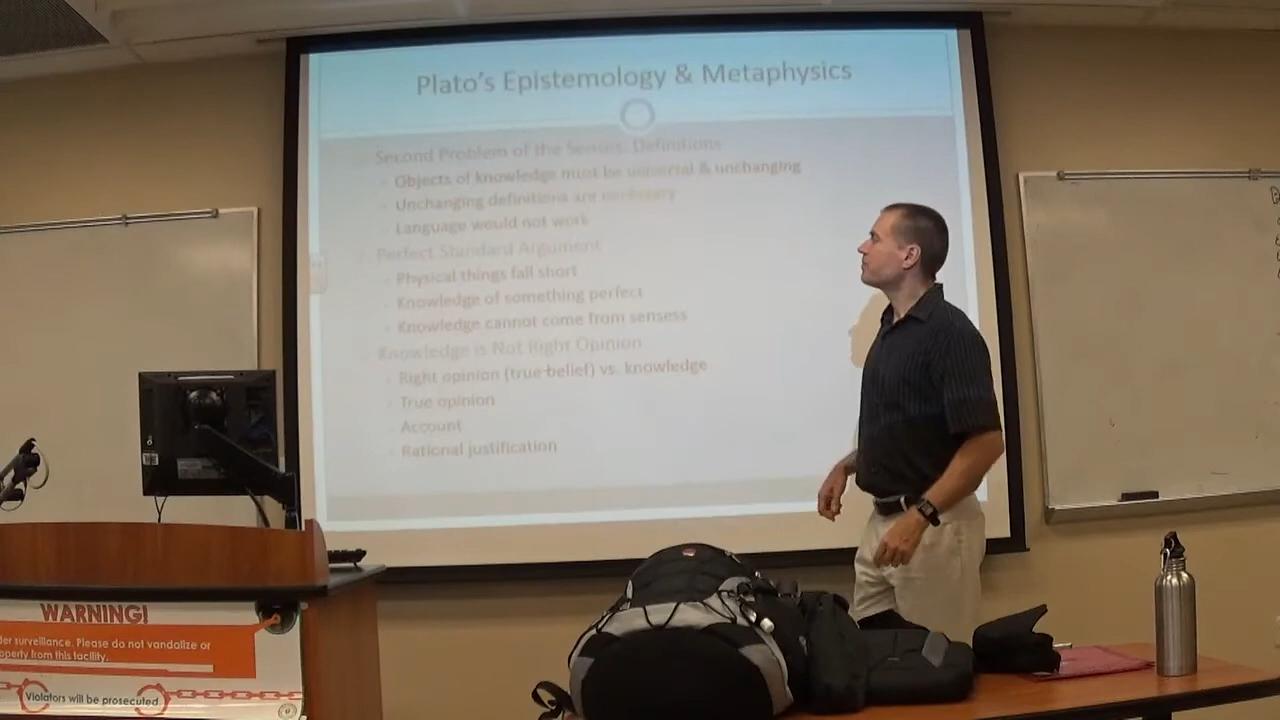 Plato's Epistemology & Metaphysics
Second Problem of the Senses: Definitions
Objects of knowledge must be universal & unchanging
Unchanging definitions are necessary
Language would not work
Perfect Standard Argument
Physical things fall short
Knowledge of something perfect
Knowledge cannot come from sensess
Knowledge is Not Right Opinion
Right opinion (true belief) vs. knowledge
True opinion
Account
Rational justification
WARNING!
der surveillance. Please do not vandalize or
operty from this facility.
Violators will be prosecuted.